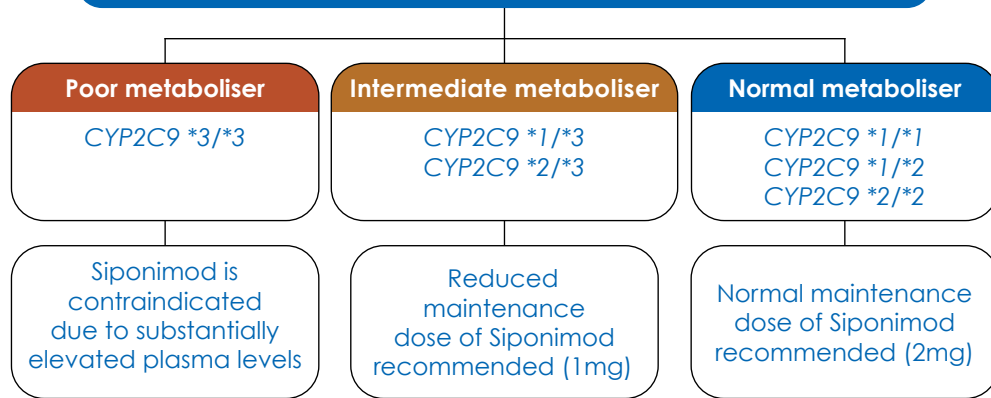 Poor metaboliser
CYP2C9 *3/*3
Siponimod is
contraindicated
due to substantially
elevated plasma levels
Intermediate metaboliser
CYP2C9 *1/*3
CYP2C9 *2/*3
Reduced
maintenance
dose of Siponimod
recommended (1mg)
Normal metaboliser
CYP2C9 *1/*1
CYP2C9 *1/*2
CYP2C9 *2/*2
Normal maintenance
dose of Siponimod
recommended (2mg)